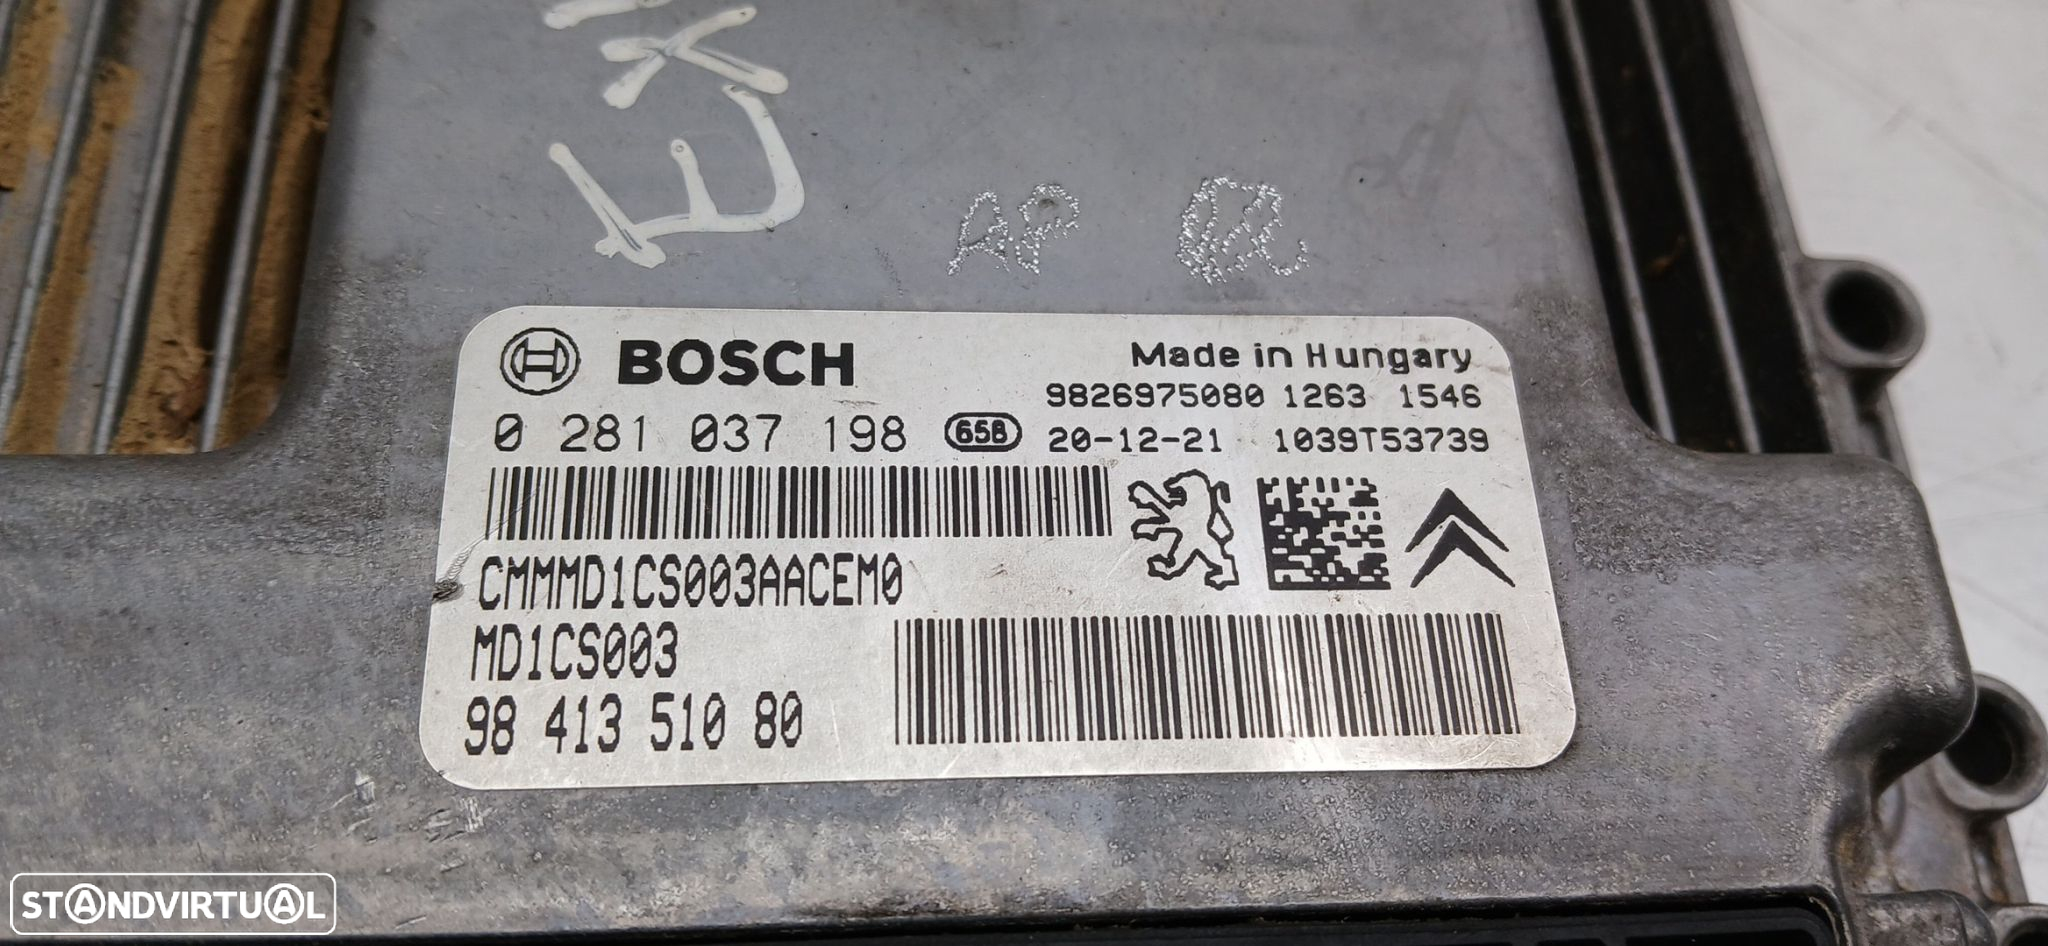 BOSCH
Made in Hungary
9826975080 1263 1546
0 281 037 198 658 20-12-21 1039T53739
CMMMD1CS003AACEM0
MD1CS003
98 413 510 80
STANDVIRTUAL